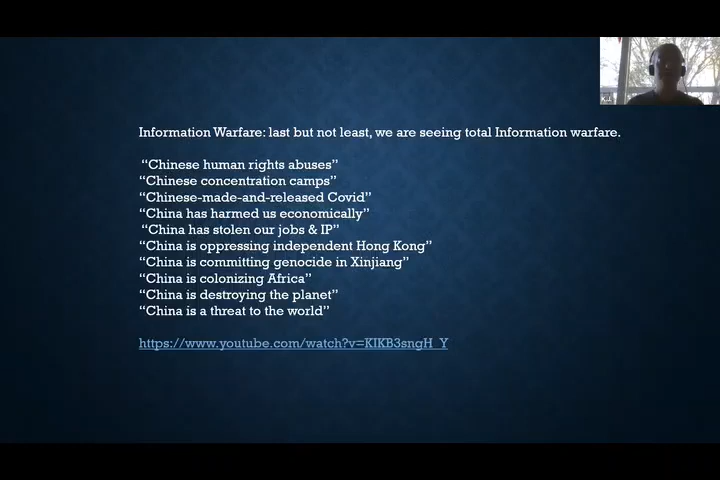 Information Warfare: last but not least, we are seeing total Information warfare.
“Chinese human rights abuses”
“Chinese concentration camps”
“Chinese-made-and-released Covid”
“China has harmed us economically”
“China has stolen our jobs & IP”
“China is oppressing independent Hong Kong”
“China is committing genocide in Xinjiang”
“China is colonizing Africa”
“China is destroying the planet”
“China is a threat to the world”
https://www.youtube.com/watch?v=KIKB3sngH_Y